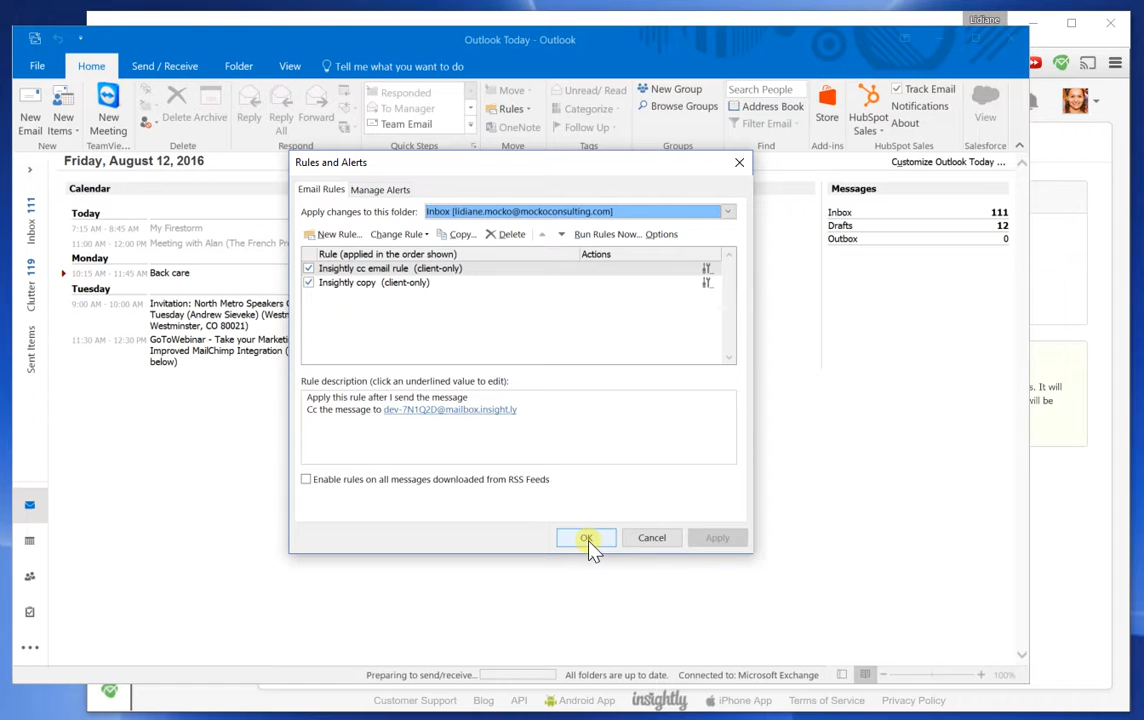 Lidiane
Outlook Today - Outlook
File
Home
Send / Receive
Folder
View
Tell me what you want to do
New
Email
New
Items
New
Meeting
Delete
Archive
Reply
Reply
All
Forward
Responded
To Manager
Team Email
Move
Rules
OneNote
Unread/ Read
Categorize
Follow Up
New Group
Browse Groups
Search People
Address Book
Filter Email
Store
HubSpot
Sales
Track Email
Notifications
About
View
New
TeamView...
Delete
Respond
Quick Steps
Move
Tags
Groups
Find
Add-ins
HubSpot Sales
Salesforce
Friday, August 12, 2016
Customize Outlook Today ...
Inbox 111
Clutter 119
Sent Items
Calendar
Today
7:15 AM - 8:45 AM My Firestorm
11:00 AM - 12:00 PM Meeting with Alan (The French Pr
Monday
10:15 AM - 11:45 AM Back care
Tuesday
9:00 AM - 10:00 AM Invitation: North Metro Speakers G
Tuesday (Andrew Sieveke) (Westm
Westminster, CO 80021)
11:30 AM - 12:30 PM GoToWebinar - Take your Marketi
Improved MailChimp Integration (
below)
Messages
Inbox 111
Drafts 12
Outbox 0
Rules and Alerts
Email Rules
Manage Alerts
Apply changes to this folder:
Inbox [lidiane.mocko@mockoconsulting.com]
New Rule...
Change Rule
Copy...
Delete
Run Rules Now...
Options
Rule (applied in the order shown)
Actions
Insightly cc email rule (client-only)
Insightly copy (client-only)
Rule description (click an underlined value to edit):
Apply this rule after I send the message
Cc the message to dev-7N1Q2D@mailbox.insight.ly
Enable rules on all messages downloaded from RSS Feeds
OK
Cancel
Apply
s. It will
will be
Preparing to send/receive...
All folders are up to date.
Connected to: Microsoft Exchange
100%
Customer Support
Blog
API
Android App
insightly
iPhone App
Terms of Service
Privacy Policy